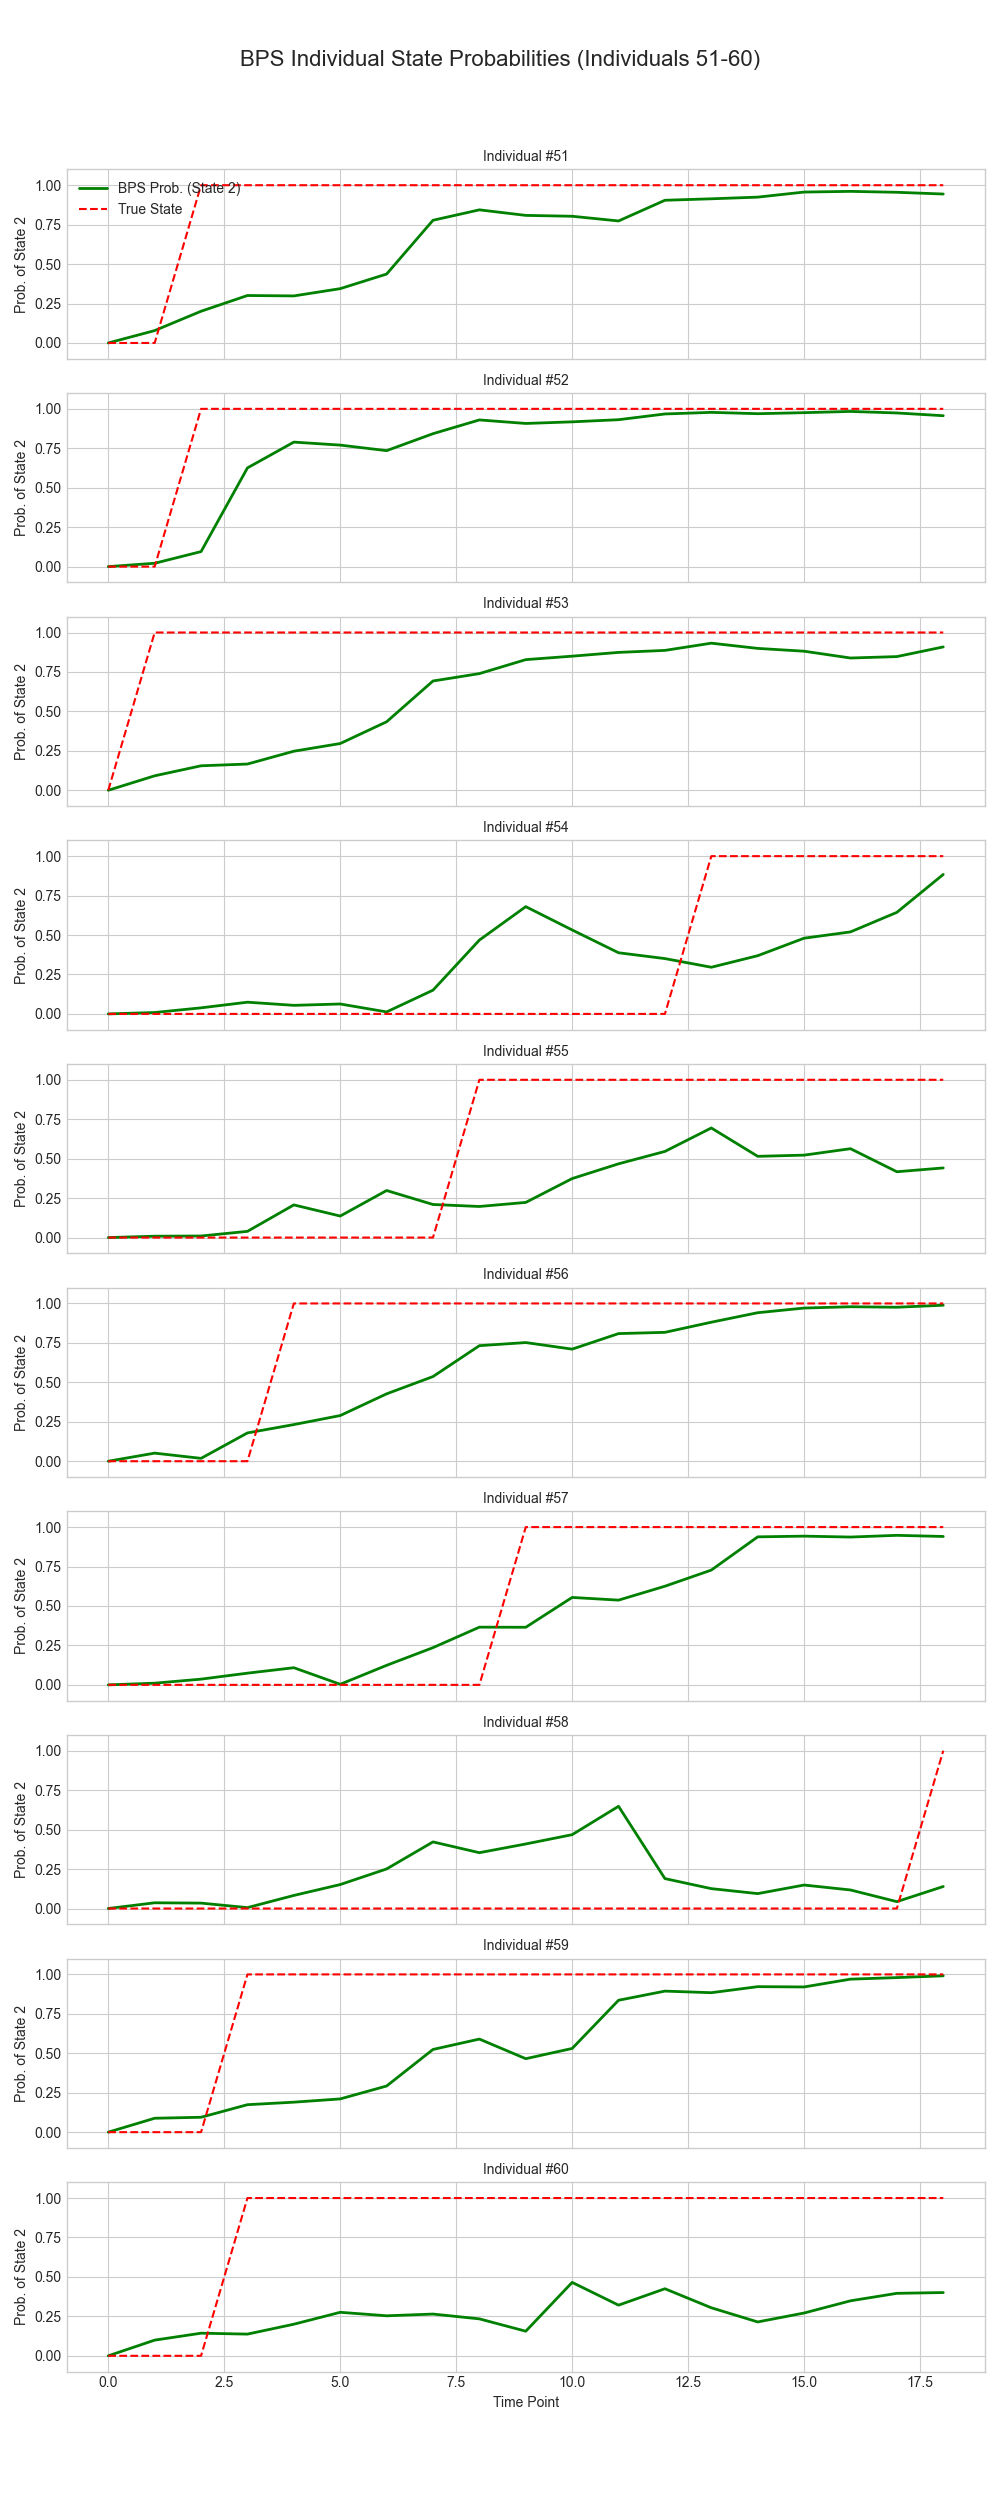 BPS Individual State Probabilities (Individuals 51-60)
Individual #51
BPS Prob. (State 2)
True State
Prob. of State 2
1.00
0.75
0.50
0.25
0.00
Individual #52
Prob. of State 2
1.00
0.75
0.50
0.25
0.00
Individual #53
Prob. of State 2
1.00
0.75
0.50
0.25
0.00
Individual #54
Prob. of State 2
1.00
0.75
0.50
0.25
0.00
Individual #55
Prob. of State 2
1.00
0.75
0.50
0.25
0.00
Individual #56
Prob. of State 2
1.00
0.75
0.50
0.25
0.00
Individual #57
Prob. of State 2
1.00
0.75
0.50
0.25
0.00
Individual #58
Prob. of State 2
1.00
0.75
0.50
0.25
0.00
Individual #59
Prob. of State 2
1.00
0.75
0.50
0.25
0.00
Individual #60
Prob. of State 2
1.00
0.75
0.50
0.25
0.00
0.0 2.5 5.0 7.5 10.0 12.5 15.0 17.5
Time Point